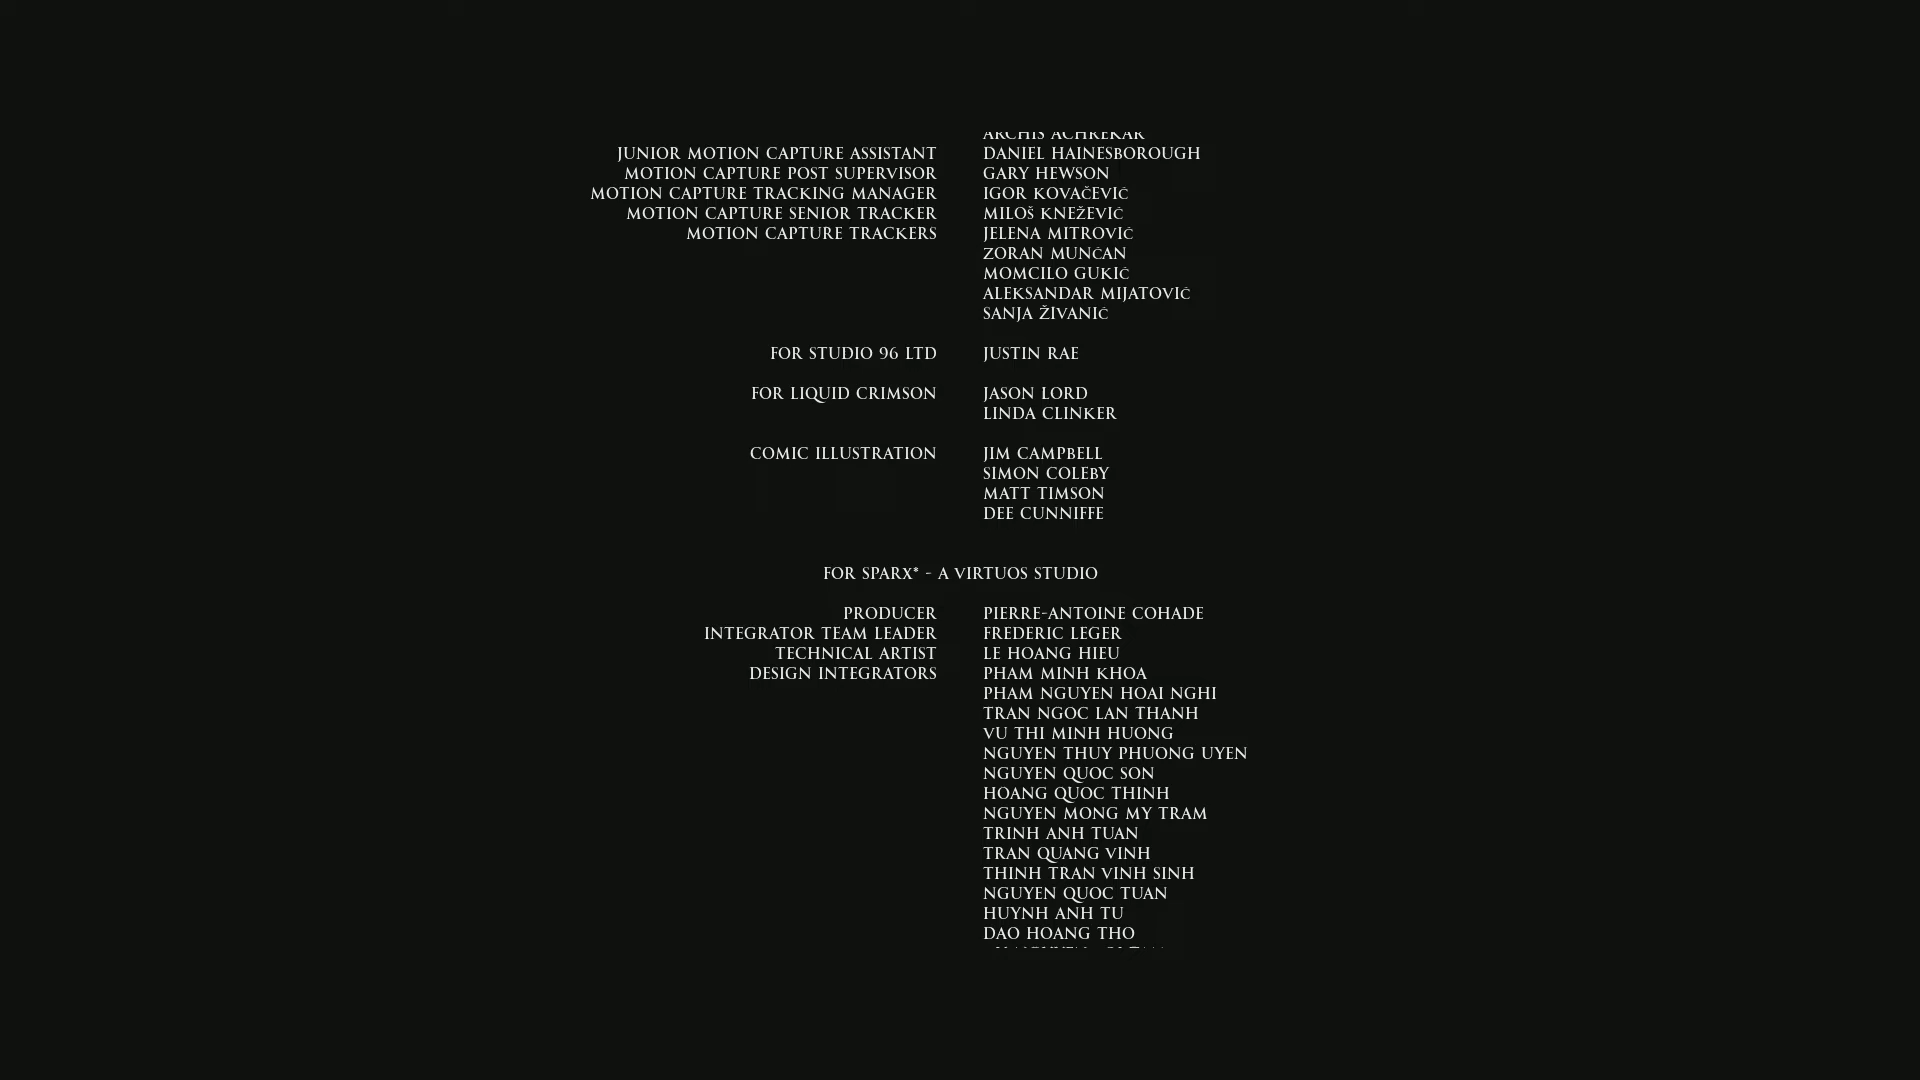 ARCHIS ACHREKAR
JUNIOR MOTION CAPTURE ASSISTANT DANIEL HAINESBOROUGH
MOTION CAPTURE POST SUPERVISOR GARY HEWSON
MOTION CAPTURE TRACKING MANAGER IGOR KOVAČEVIĆ
MOTION CAPTURE SENIOR TRACKER MILOŠ KNEŽEVIĆ
MOTION CAPTURE TRACKERS JELENA MITROVIĆ
ZORAN MUNĆAN
MOMCILO GUKIĆ
ALEKSANDAR MIJATOVIĆ
SANJA ŽIVANIĆ
FOR STUDIO 96 LTD JUSTIN RAE
FOR LIQUID CRIMSON JASON LORD
LINDA CLINKER
COMIC ILLUSTRATION JIM CAMPBELL
SIMON COLEBY
MATT TIMSON
DEE CUNNIFFE
FOR SPARX* - A VIRTUOS STUDIO
PRODUCER PIERRE-ANTOINE COHADE
INTEGRATOR TEAM LEADER FREDERIC LEGER
TECHNICAL ARTIST LE HOANG HIEU
DESIGN INTEGRATORS PHAM MINH KHOA
PHAM NGUYEN HOAI NGHI
TRAN NGOC LAN THANH
VU THI MINH HUONG
NGUYEN THUY PHUONG UYEN
NGUYEN QUOC SON
HOANG QUOC THINH
NGUYEN MONG MY TRAM
TRINH ANH TUAN
TRAN QUANG VINH
THINH TRAN VINH SINH
NGUYEN QUOC TUAN
HUYNH ANH TU
DAO HOANG THO